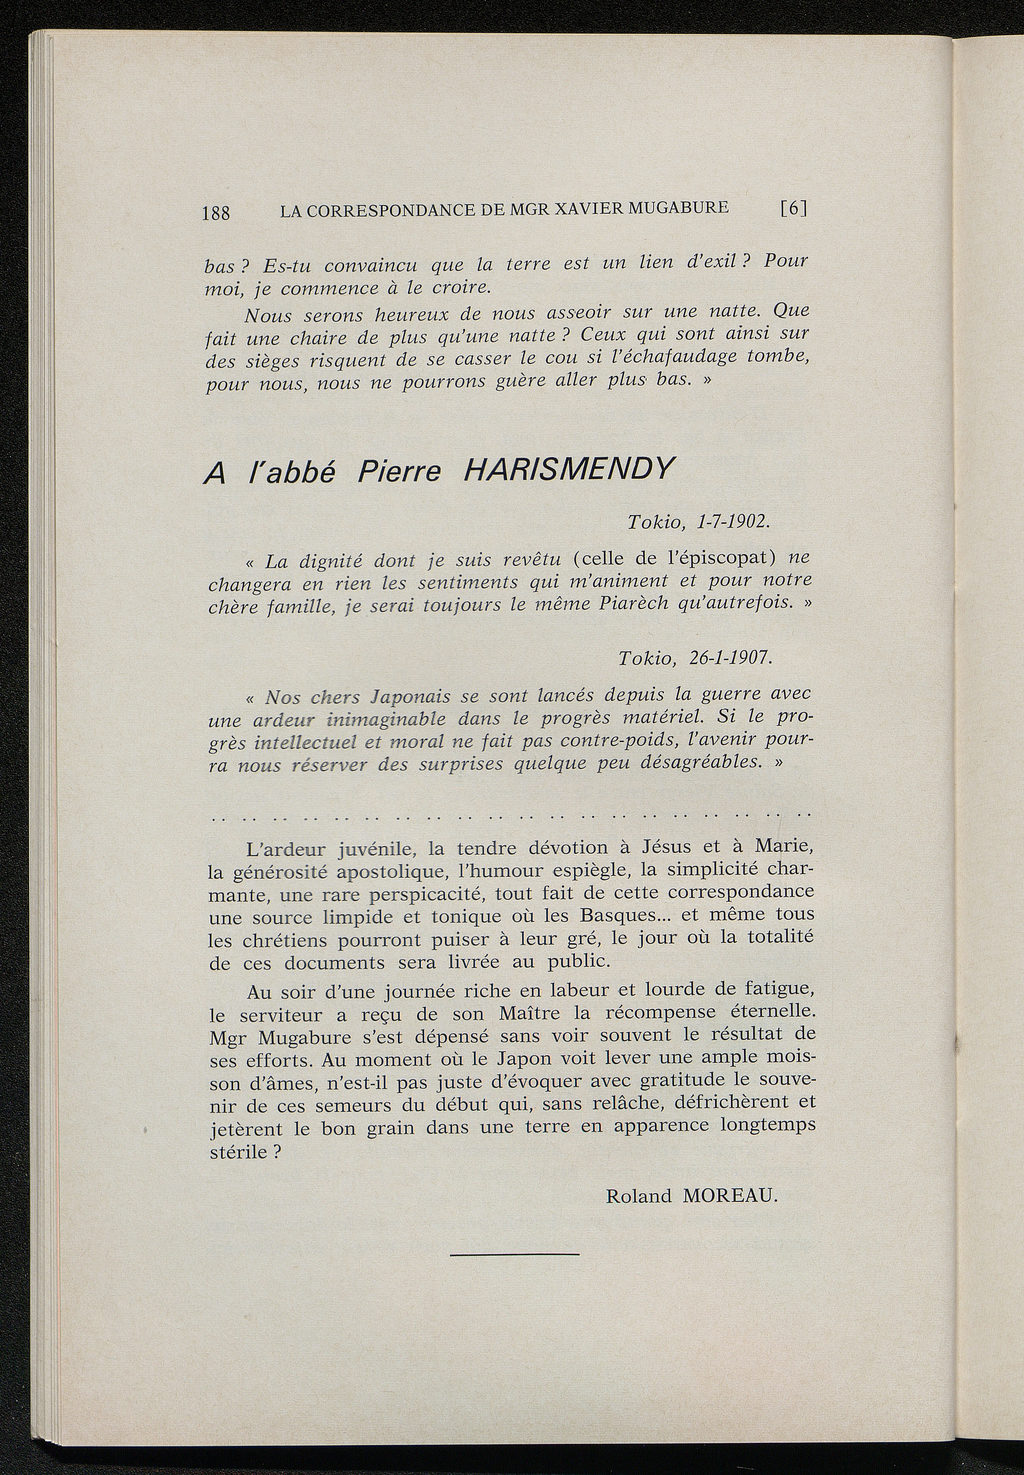 188 LA CORRESPONDANCE DE MGR XAVIER MUGABURE [6]
bas ? Es-tu convaincu que la terre est un lien d'exil ? Pour
moi, je commence à le croire.
Nous serons heureux de nous asseoir sur une natte. Que
fait une chaire de plus qu'une natte ? Ceux qui sont ainsi sur
des sièges risquent de se casser le cou si l'échafaudage tombe,
pour nous, nous ne pourrons guère aller plus bas. »
A l'abbé Pierre HARISMENDY
Tokio, 1-7-1902.
« La dignité dont je suis revêtu (celle de l'épiscopat) ne
changera en rien les sentiments qui m'animent et pour notre
chère famille, je serai toujours le même Piarèch qu'autrefois. »
Tokio, 26-1-1907.
« Nos chers Japonais se sont lancés depuis la guerre avec
une ardeur inimaginable dans le progrès matériel. Si le pro-
grès intellectuel et moral ne fait pas contre-poids, l'avenir pour-
ra nous réserver des surprises quelque peu désagréables. »
.. .. .. .. .. .. .. .. .. .. .. .. .. .. .. .. .. .. .. ..
L'ardeur juvénile, la tendre dévotion à Jésus et à Marie,
la générosité apostolique, l'humour espiègle, la simplicité char-
mante, une rare perspicacité, tout fait de cette correspondance
une source limpide et tonique où les Basques... et même tous
les chrétiens pourront puiser à leur gré, le jour où la totalité
de ces documents sera livrée au public.
Au soir d'une journée riche en labeur et lourde de fatigue,
le serviteur a reçu de son Maître la récompense éternelle.
Mgr Mugabure s'est dépensé sans voir souvent le résultat de
ses efforts. Au moment où le Japon voit lever une ample mois-
son d'âmes, n'est-il pas juste d'évoquer avec gratitude le souve-
nir de ces semeurs du début qui, sans relâche, défrichèrent et
jetèrent le bon grain dans une terre en apparence longtemps
stérile ?
Roland MOREAU.